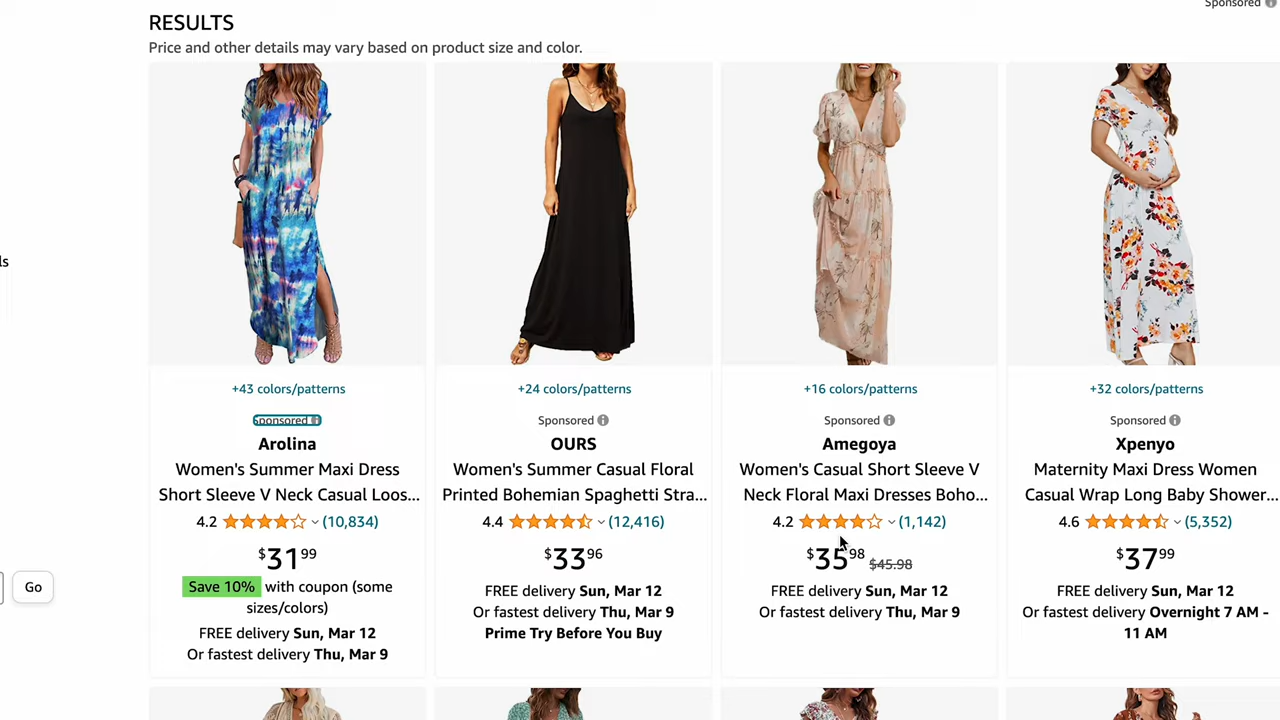 Sponsored
RESULTS
Price and other details may vary based on product size and color.
ls
Go
+43 colors/patterns
Sponsored
Arolina
Women's Summer Maxi Dress
Short Sleeve V Neck Casual Loos...
4.2 (10,834)
$31.99
Save 10% with coupon (some
sizes/colors)
FREE delivery Sun, Mar 12
Or fastest delivery Thu, Mar 9
+24 colors/patterns
Sponsored
OURS
Women's Summer Casual Floral
Printed Bohemian Spaghetti Stra...
4.4 (12,416)
$33.96
FREE delivery Sun, Mar 12
Or fastest delivery Thu, Mar 9
Prime Try Before You Buy
+16 colors/patterns
Sponsored
Amegoya
Women's Casual Short Sleeve V
Neck Floral Maxi Dresses Boho...
4.2 (1,142)
$35.98 $45.98
FREE delivery Sun, Mar 12
Or fastest delivery Thu, Mar 9
+32 colors/patterns
Sponsored
Xpenyo
Maternity Maxi Dress Women
Casual Wrap Long Baby Shower...
4.6 (5,352)
$37.99
FREE delivery Sun, Mar 12
Or fastest delivery Overnight 7 AM -
11 AM